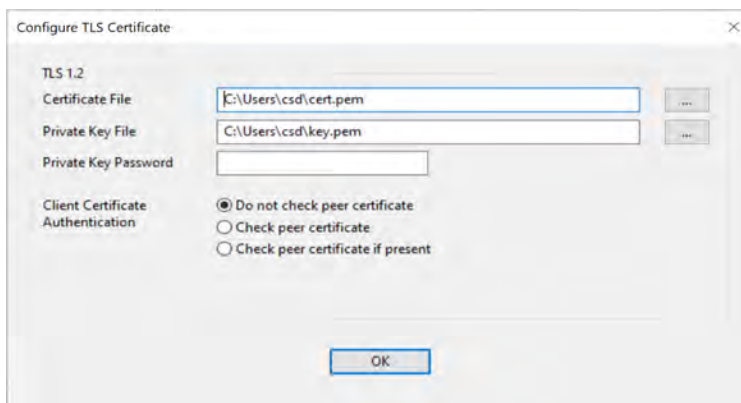 Configure TLS Certificate
TLS 1.2
Certificate File
C:\Users\csd\cert.pem
...
Private Key File
C:\Users\csd\key.pem
...
Private Key Password
Client Certificate
Authentication
Do not check peer certificate
Check peer certificate
Check peer certificate if present
OK